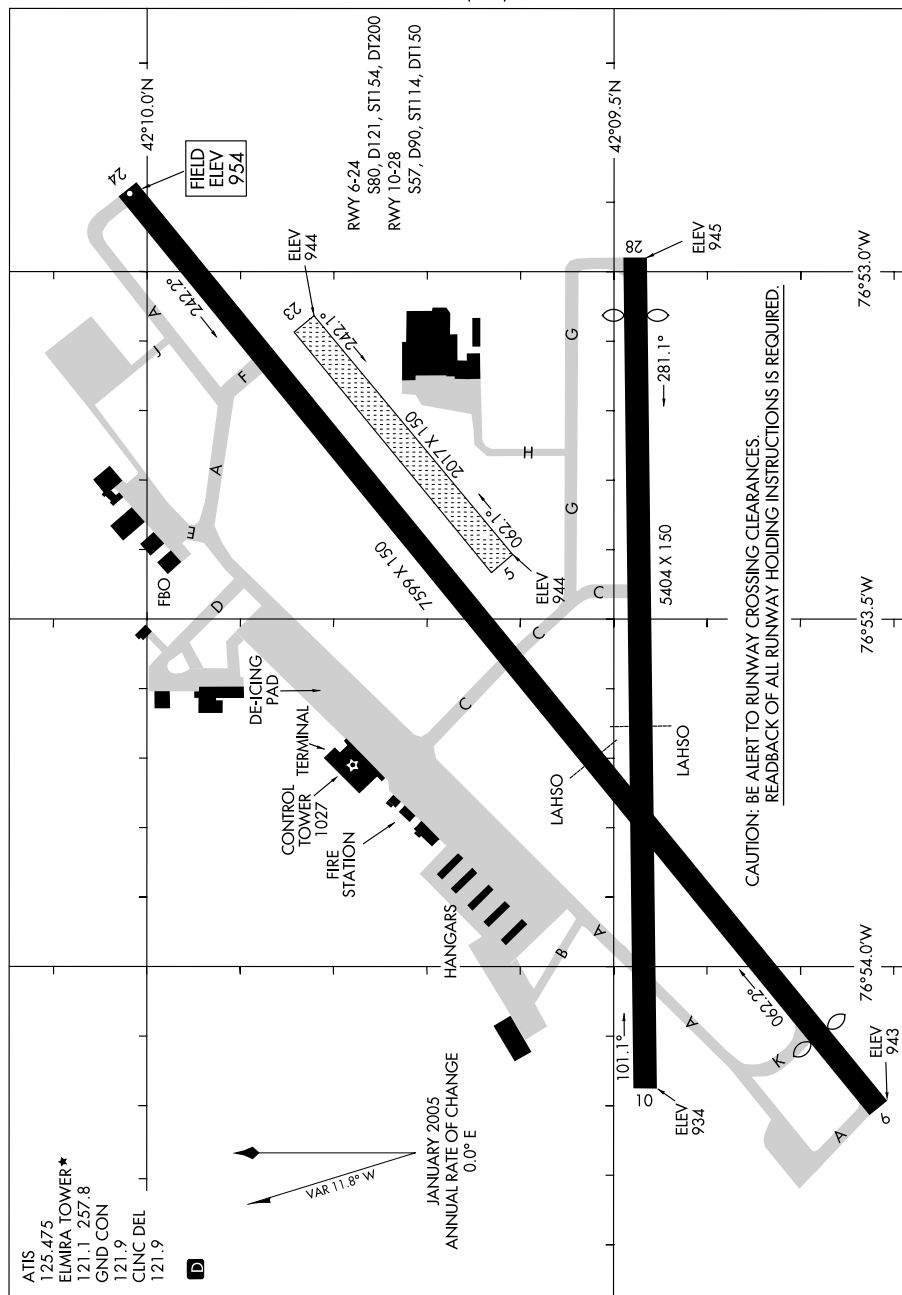 ATIS
125.475
ELMIRA TOWER★
121.1 257.8
GND CON
121.9
CLNC DEL
121.9
D
VAR 11.8° W
JANUARY 2005
ANNUAL RATE OF CHANGE
0.0° E
42°10.0'N
24
FIELD
ELEV
954
RWY 6-24
S80, D121, ST154, DT200
RWY 10-28
S57, D90, ST114, DT150
42°09.5'N
A
J
242.2°
F
A
E
D
FBO
23
ELEV
944
242.1°
2017 X 150
062.1°
5
ELEV
944
7599 X 150
DE-ICING
PAD
TERMINAL
CONTROL
TOWER
1027
FIRE
STATION
HANGARS
C
C
C
G
G
H
28
ELEV
945
281.1°
5404 X 150
LAHSO
LAHSO
B
A
A
K
A
101.1°
10
ELEV
934
062.2°
6
ELEV
943
76°53.0'W
76°53.5'W
76°54.0'W
CAUTION: BE ALERT TO RUNWAY CROSSING CLEARANCES.
READBACK OF ALL RUNWAY HOLDING INSTRUCTIONS IS REQUIRED.